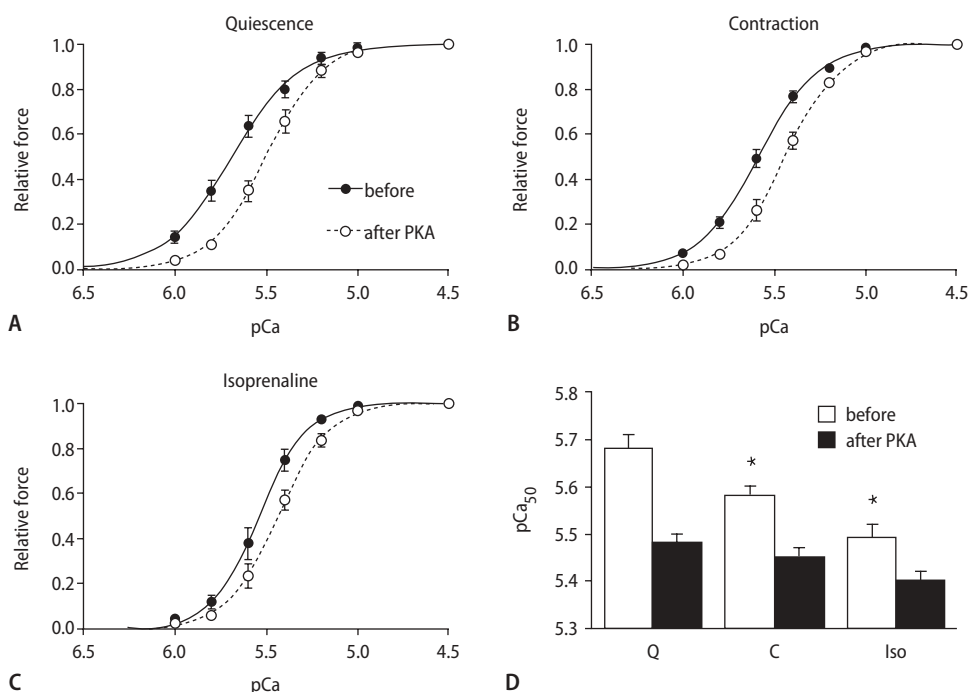 Quiescence
1.0
0.8
0.6
0.4
0.2
0.0
Relative force
before
after PKA
6.5 6.0 5.5 5.0 4.5
pCa
A
Contraction
1.0
0.8
0.6
0.4
0.2
0.0
Relative force
6.5 6.0 5.5 5.0 4.5
pCa
B
Isoprenaline
1.0
0.8
0.6
0.4
0.2
0.0
Relative force
6.5 6.0 5.5 5.0 4.5
pCa
C
5.8
5.7
5.6
5.5
5.4
5.3
pCa50
before
after PKA
*
*
Q C Iso
D